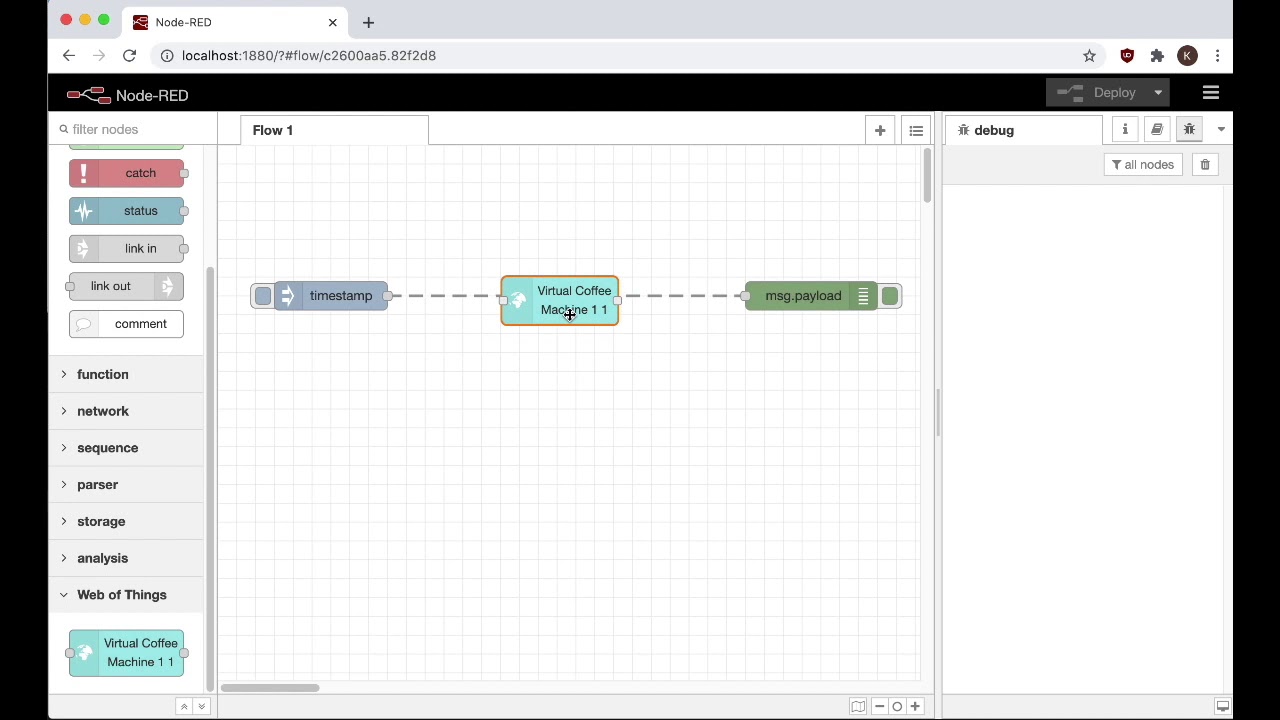 Node-RED
localhost:1880/?#flow/c2600aa5.82f2d8
K
Node-RED
Deploy
filter nodes
Flow 1
debug
i
all nodes
catch
status
link in
link out
comment
function
network
sequence
parser
storage
analysis
Web of Things
Virtual Coffee
Machine 1 1
timestamp
Virtual Coffee
Machine 1 1
msg.payload